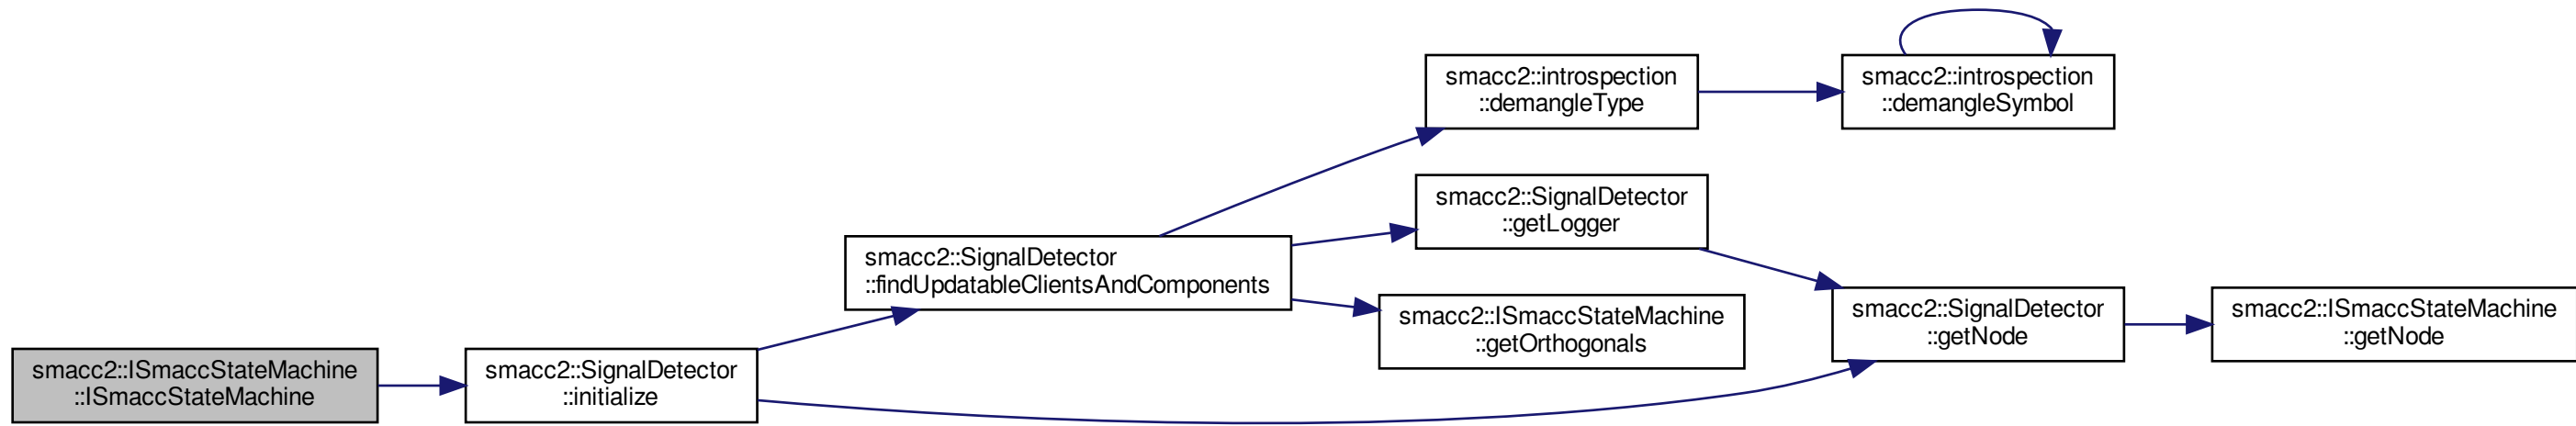 smacc2::introspection
::demangleType
smacc2::introspection
::demangleSymbol
smacc2::SignalDetector
::getLogger
smacc2::SignalDetector
::findUpdatableClientsAndComponents
smacc2::ISmaccStateMachine
::getOrthogonals
smacc2::SignalDetector
::getNode
smacc2::ISmaccStateMachine
::getNode
smacc2::ISmaccStateMachine
::ISmaccStateMachine
smacc2::SignalDetector
::initialize